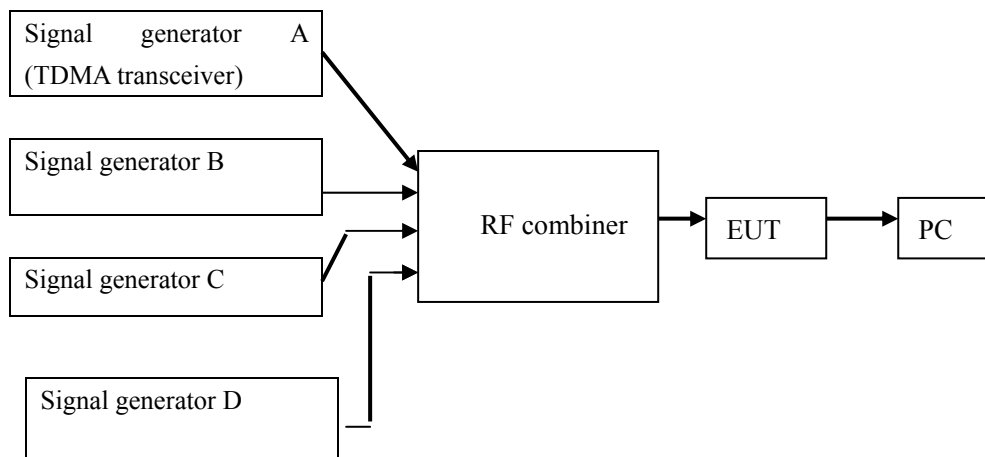 Signal generator A
(TDMA transceiver)
Signal generator B
Signal generator C
Signal generator D
RF combiner
EUT
PC